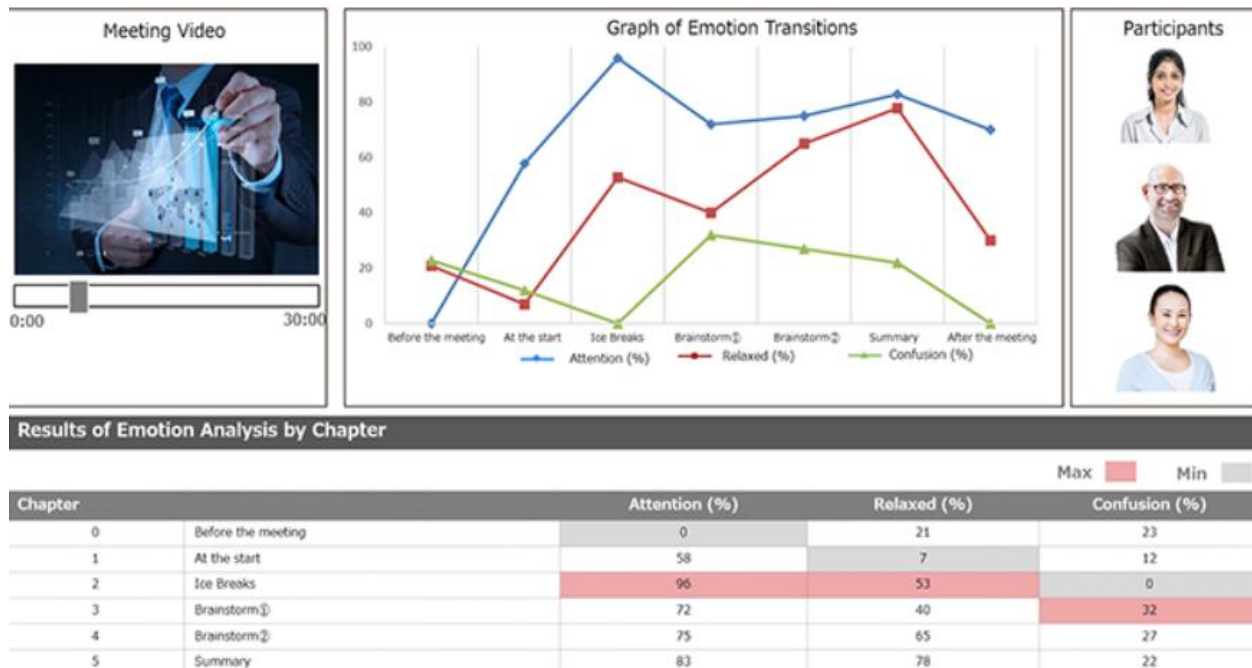 Meeting Video
0:00 30:00
Graph of Emotion Transitions
100
80
60
40
20
0
Before the meeting At the start Ice Breaks Brainstorm① Brainstorm② Summary After the meeting
Attention (%) Relaxed (%) Confusion (%)
Participants
Results of Emotion Analysis by Chapter
Max Min
Chapter Attention (%) Relaxed (%) Confusion (%)
0 Before the meeting 0 21 23
1 At the start 58 7 12
2 Ice Breaks 96 53 0
3 Brainstorm① 72 40 32
4 Brainstorm② 75 65 27
5 Summary 83 78 22